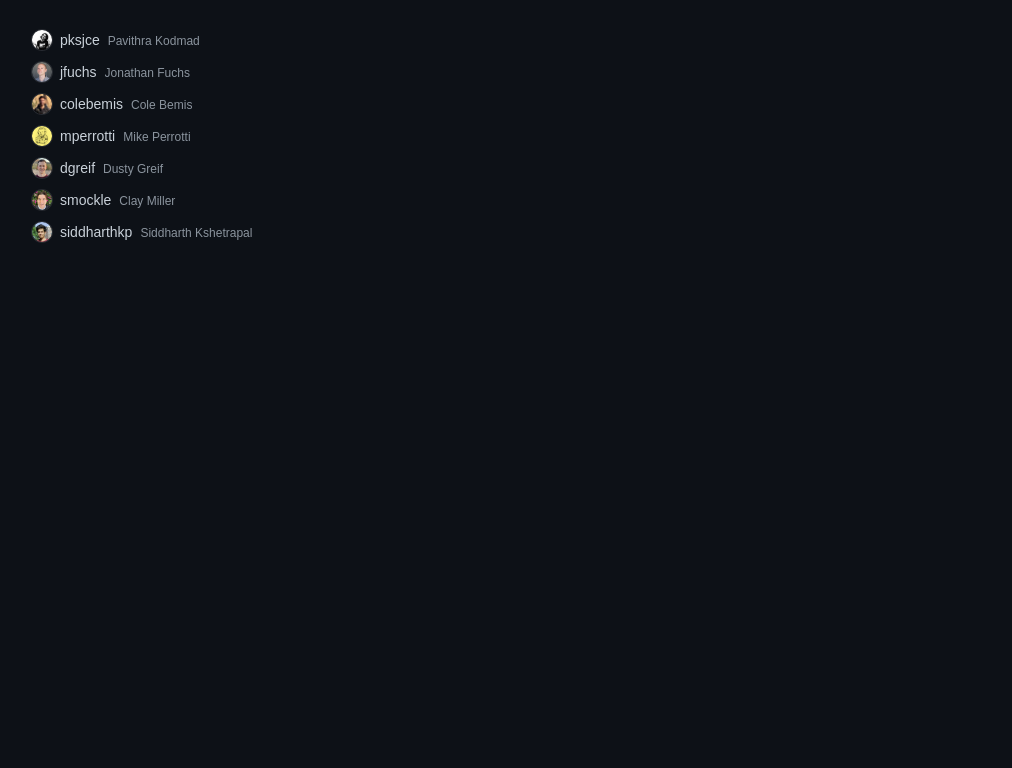 pksjce Pavithra Kodmad
jfuchs Jonathan Fuchs
colebemis Cole Bemis
mperrotti Mike Perrotti
dgreif Dusty Greif
smockle Clay Miller
siddharthkp Siddharth Kshetrapal